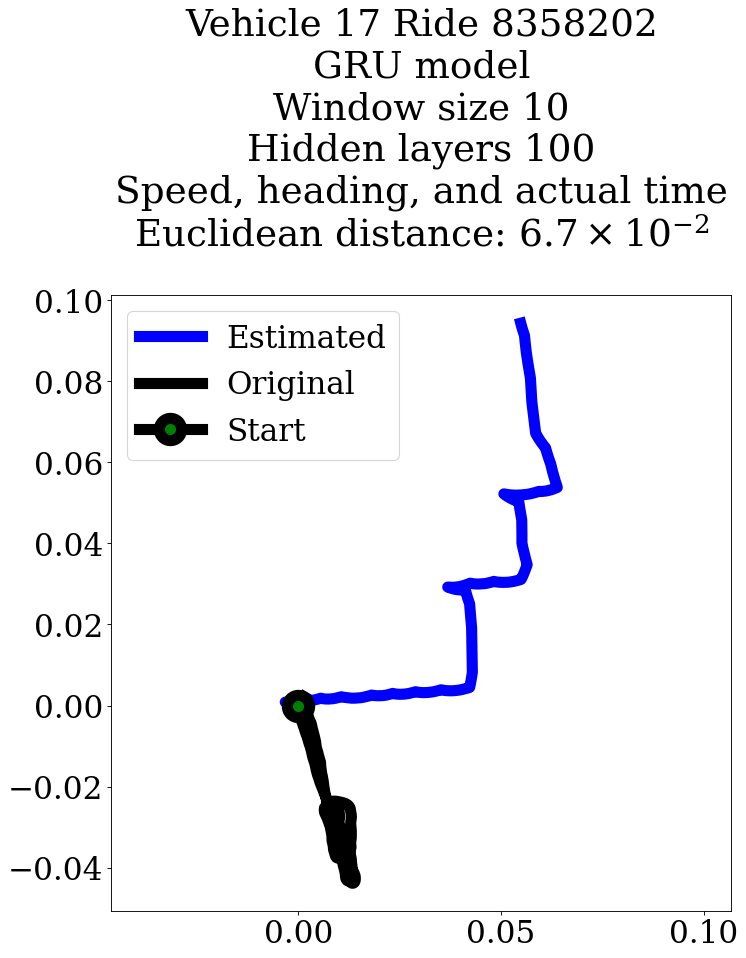 Vehicle 17 Ride 8358202
GRU model
Window size 10
Hidden layers 100
Speed, heading, and actual time
Euclidean distance: 6.7 × 10⁻²
0.10
0.08
0.06
0.04
0.02
0.00
−0.02
−0.04
Estimated
Original
Start
0.00 0.05 0.10